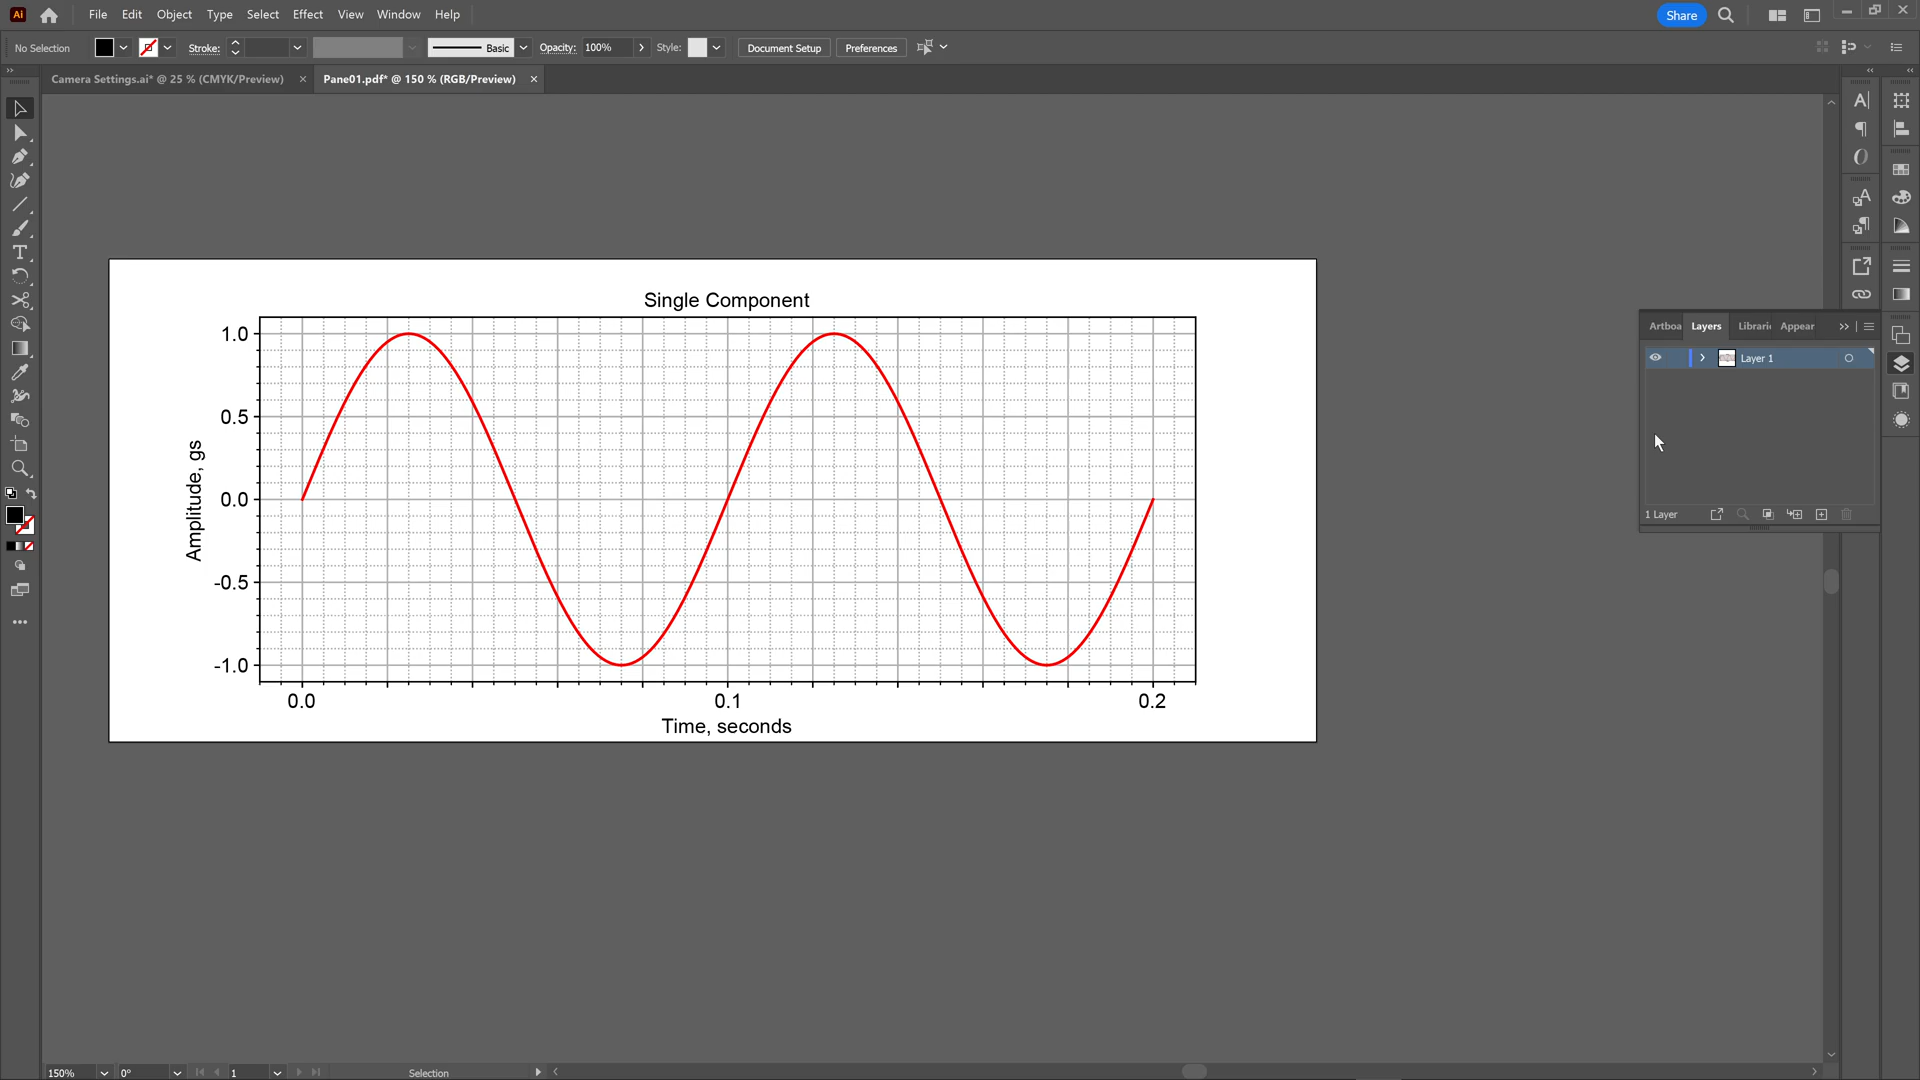 Ai File Edit Object Type Select Effect View Window Help Share
No Selection Stroke: Basic Opacity: 100% Style: Document Setup Preferences
Camera Settings.ai* @ 25 % (CMYK/Preview) × Pane01.pdf* @ 150 % (RGB/Preview) ×
Single Component
1.0
0.5
0.0
-0.5
-1.0
Amplitude, gs
0.0 0.1 0.2
Time, seconds
Artboa Layers Librari Appear
Layer 1
1 Layer
150% 0° 1 Selection